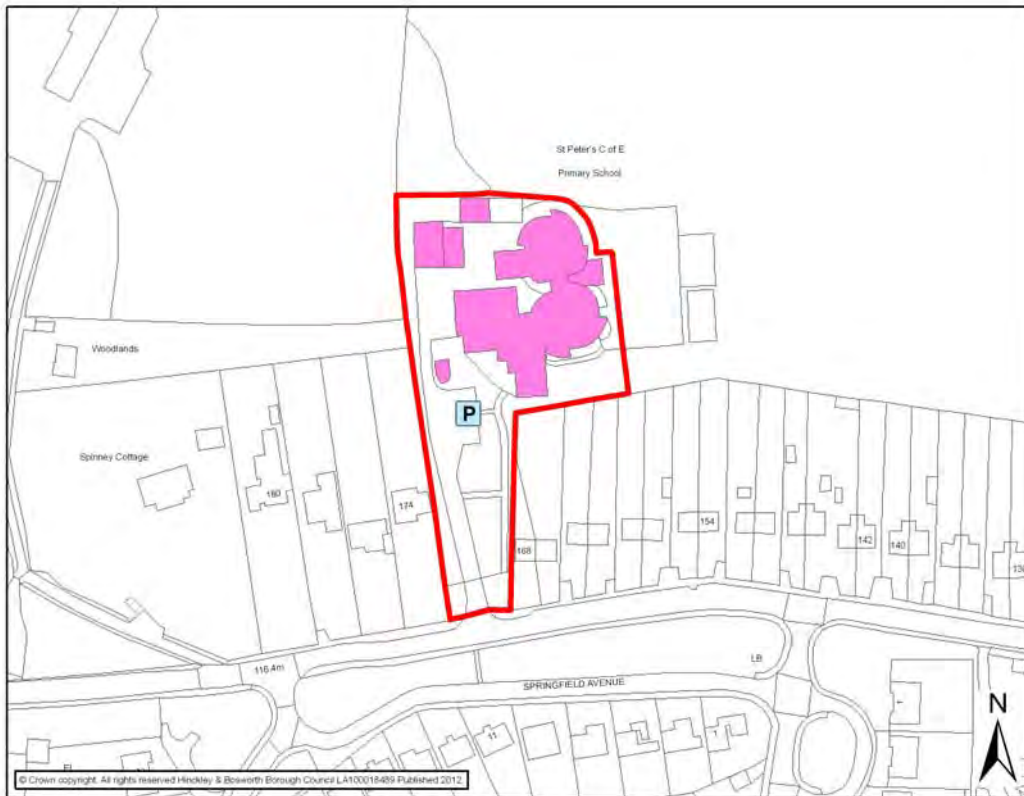 St Peter's C of E
Primary School
Woodlands
Spinney Cottage
P
180
174
168
154
142
140
116.4m
LB
SPRINGFIELD AVENUE
11
1
1
N
© Crown copyright. All rights reserved Hinckley & Bosworth Borough Council LA100018489 Published 2012